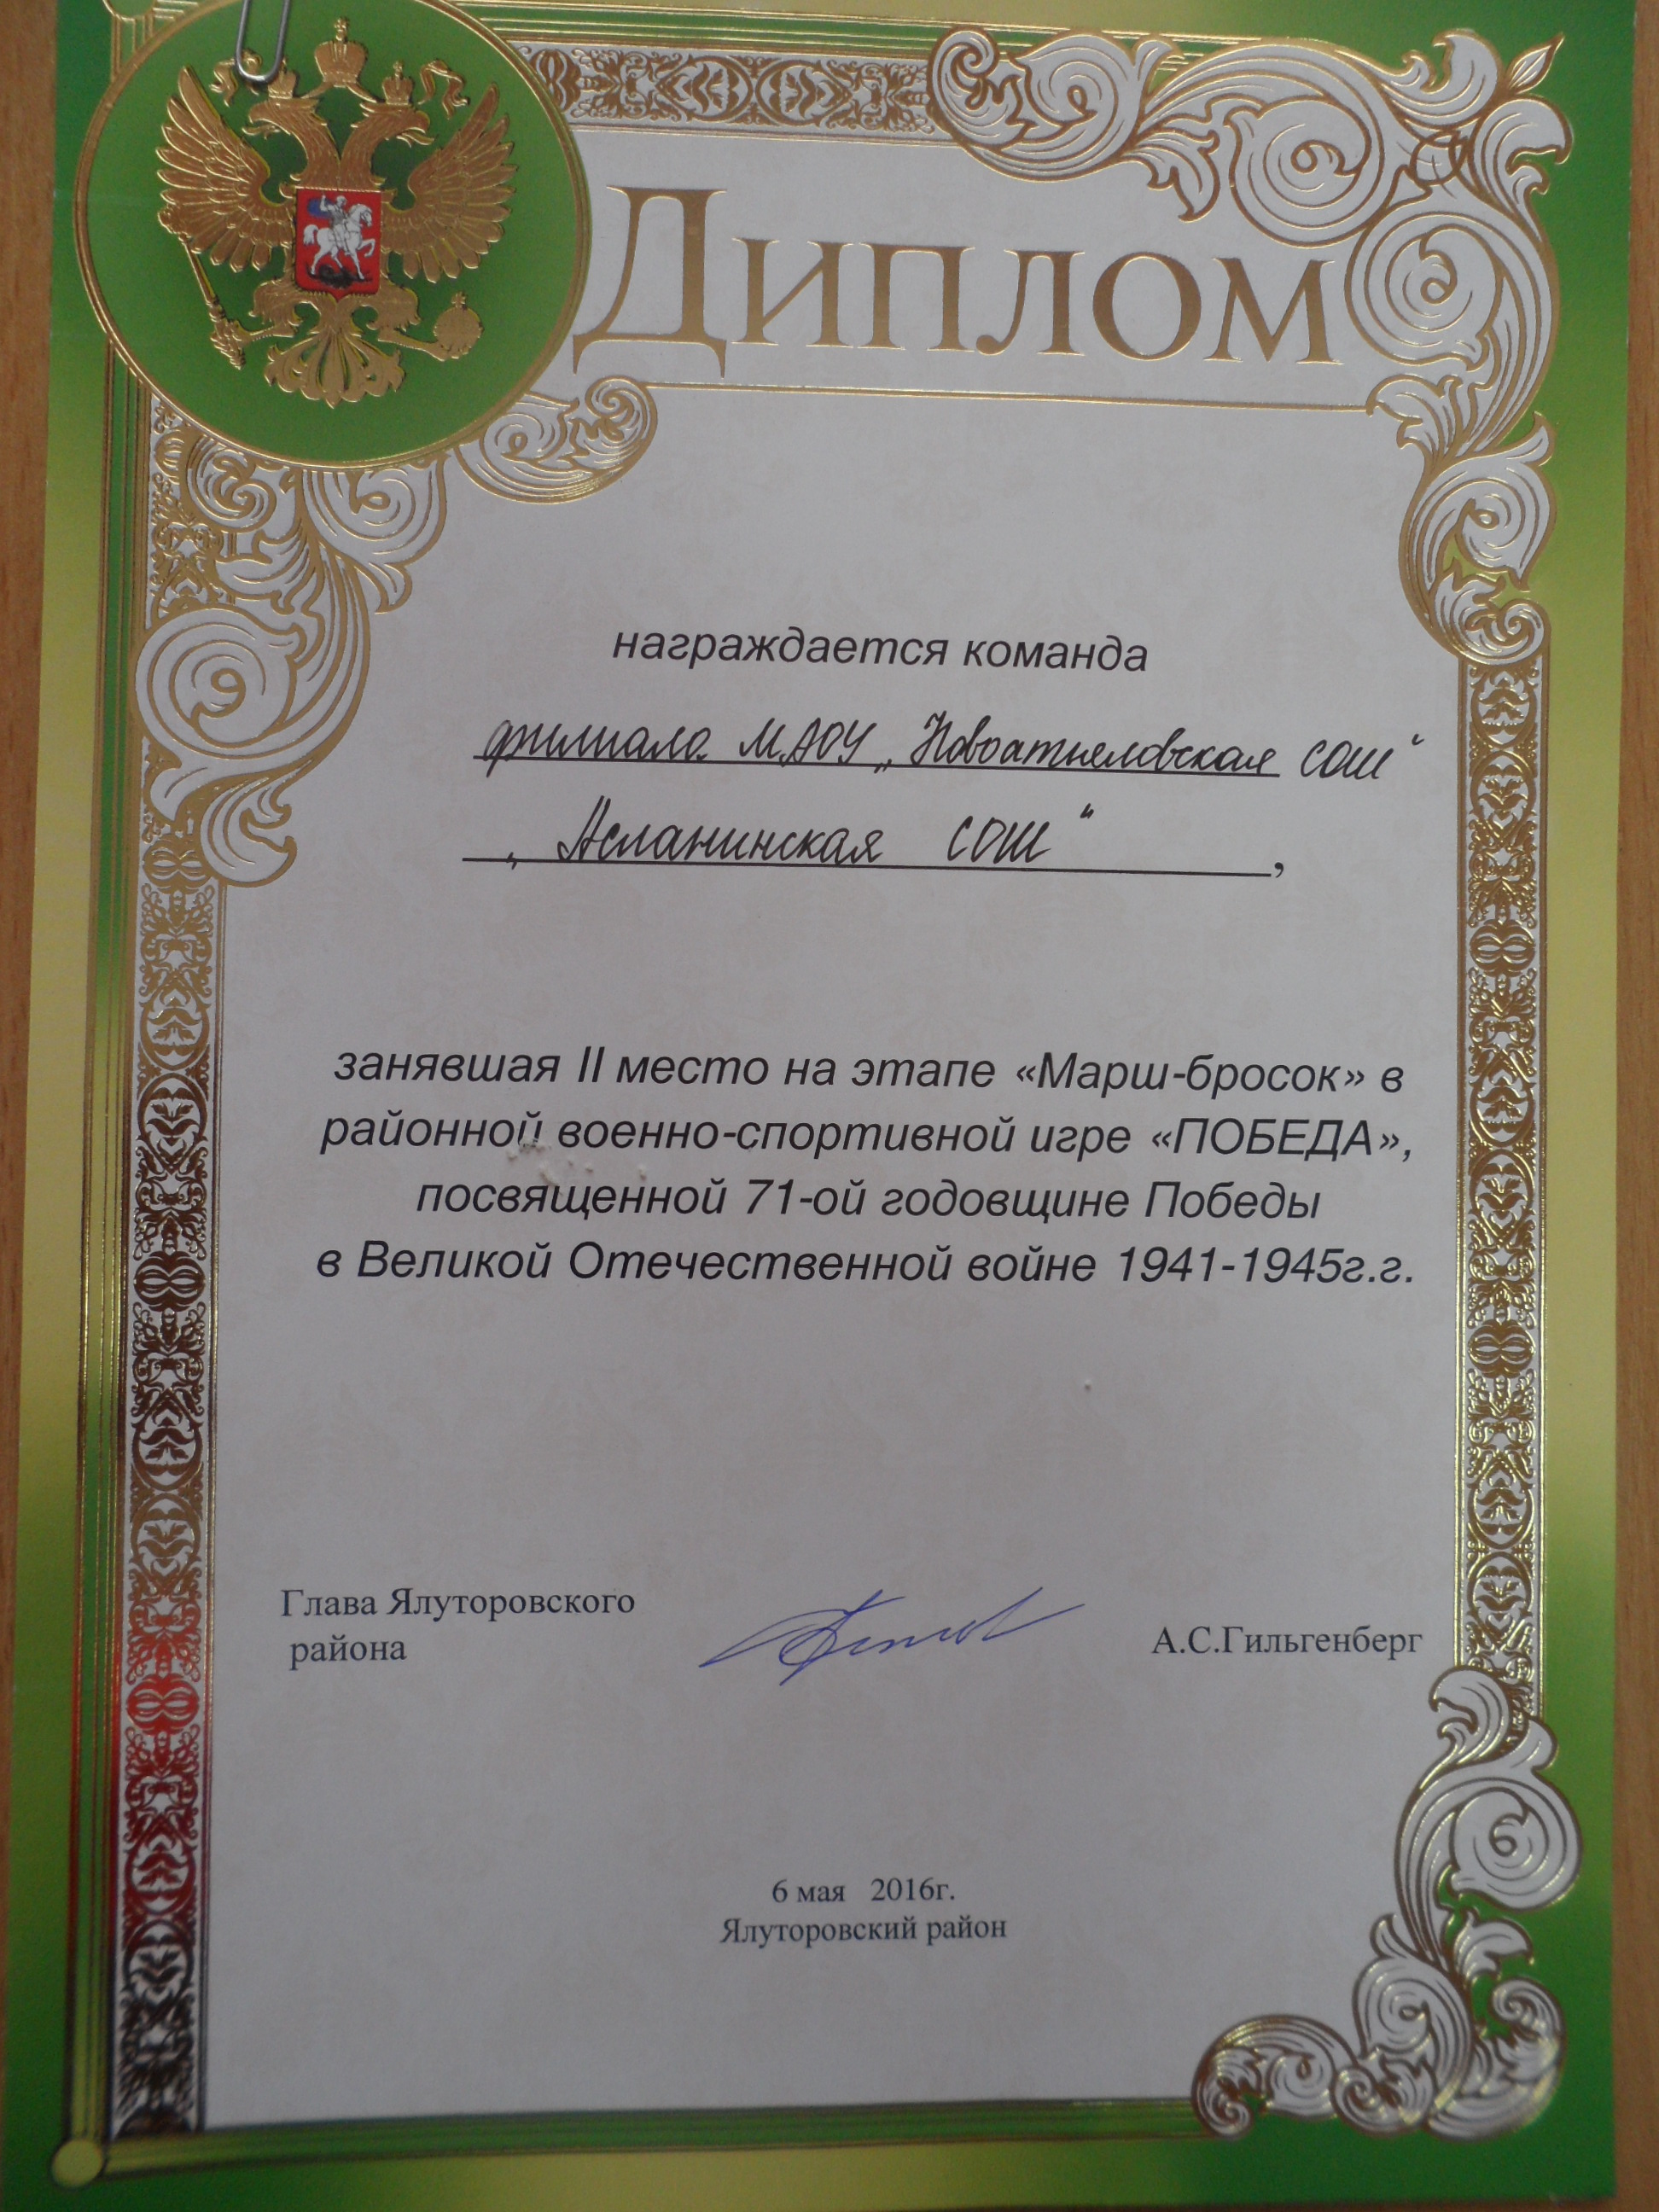 Диплом
награждается команда
филиала МАОУ „Новоатьяловская СОШ“
„Асланинская СОШ“,
занявшая II место на этапе «Марш-бросок» в
районной военно-спортивной игре «ПОБЕДА»,
посвященной 71-ой годовщине Победы
в Великой Отечественной войне 1941-1945г.г.
Глава Ялуторовского
района
А.С.Гильгенберг
6 мая 2016г.
Ялуторовский район